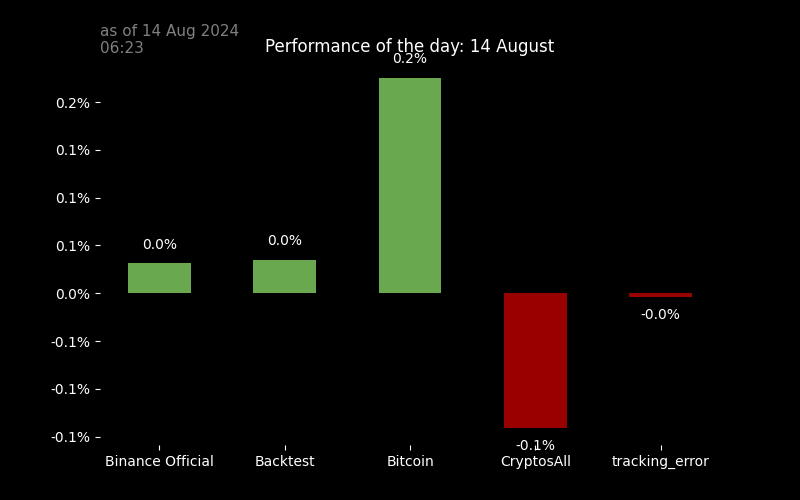 as of 14 Aug 2024
06:23
Performance of the day: 14 August
0.2%
0.2%
0.1%
0.1%
0.1%
0.0%
0.0%
0.0%
-0.0%
-0.1%
-0.1%
-0.1%
-0.1%
Binance Official
Backtest
Bitcoin
CryptosAll
tracking_error